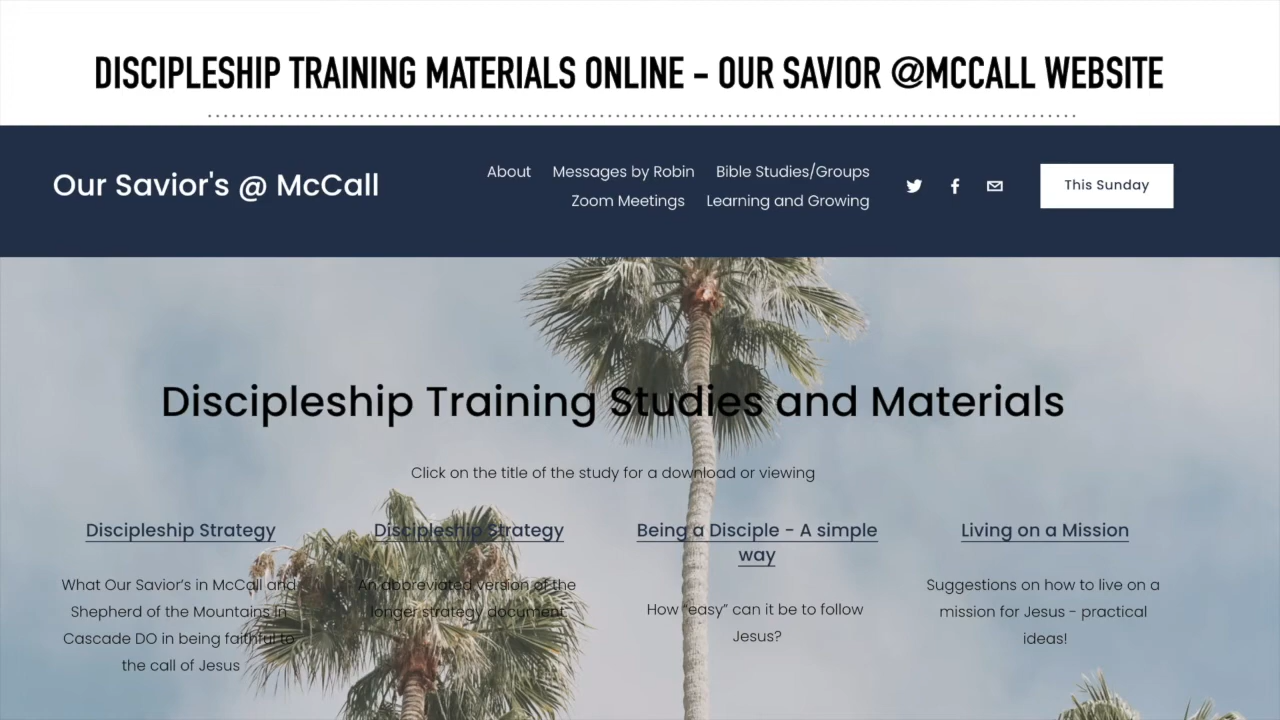 DISCIPLESHIP TRAINING MATERIALS ONLINE - OUR SAVIOR @MCCALL WEBSITE
Our Savior's @ McCall
About Messages by Robin Bible Studies/Groups
Zoom Meetings Learning and Growing
This Sunday
Discipleship Training Studies and Materials
Click on the title of the study for a download or viewing
Discipleship Strategy
What Our Savior's in McCall and
Shepherd of the Mountains in
Cascade DO in being faithful to
the call of Jesus
Discipleship Strategy
An abbreviated version of the
longer strategy document
Being a Disciple - A simple
way
How "easy" can it be to follow
Jesus?
Living on a Mission
Suggestions on how to live on a
mission for Jesus - practical
ideas!